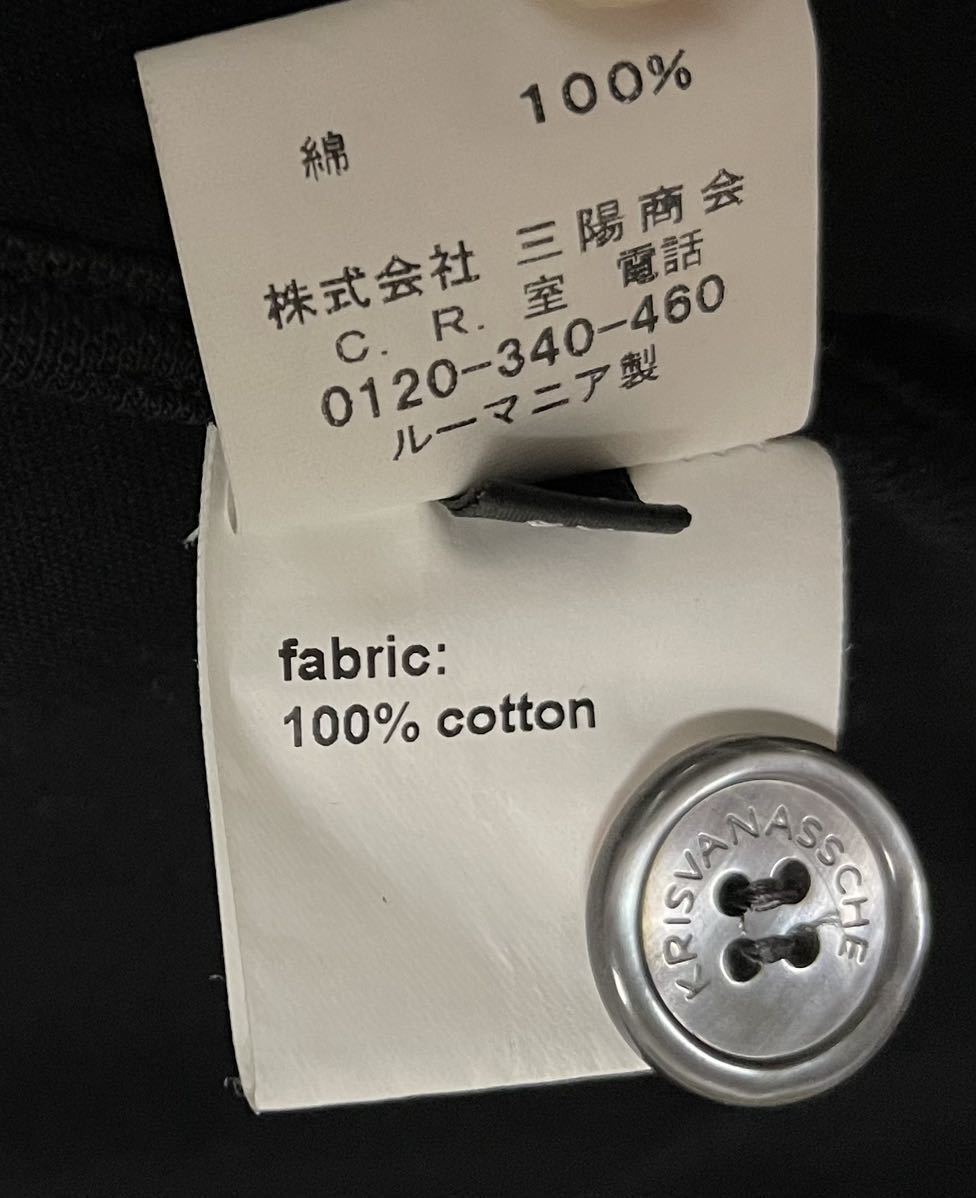 綿 100%
株式会社 三陽商会
C. R. 室 電話
0120-340-460
ルーマニア製
fabric:
100% cotton
KRISVANASSCHE